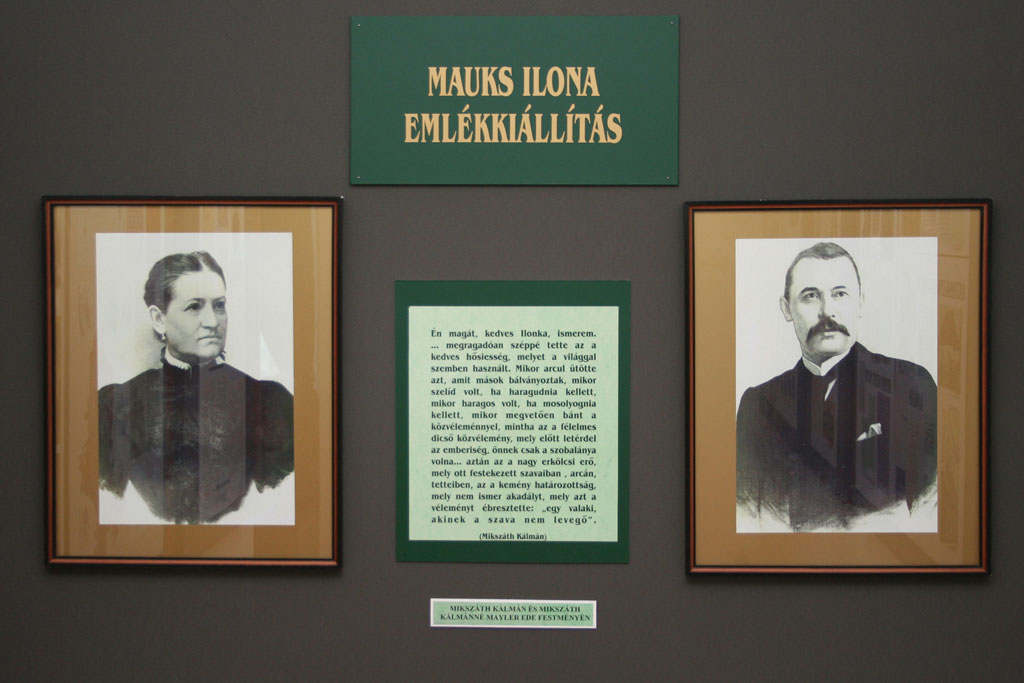 MAUKS ILONA
EMLÉKKIÁLLÍTÁS
Én magát, kedves Ilonka, ismerem.
... megragadóan széppé tette az a
kedves hősiesség, melyet a világgal
szemben használt. Mikor arcul ütötte
azt, amit mások bálványoztak, mikor
szelíd volt, ha haragudnia kellett,
mikor haragos volt, ha mosolyognia
kellett, mikor megvetően bánt a
közvéleménnyel, mintha az a félelmes
dicső közvélemény, mely előtt letérdel
az emberiség, önnek csak a szobalánya
volna... aztán az a nagy erkölcsi erő,
mely ott festekezett szavaiban , arcán,
tetteiben, az a kemény határozottság,
mely nem ismer akadályt, mely azt a
véleményt ébresztette: „egy valaki,
akinek a szava nem levegő”.
(Mikszáth Kálmán)
MIKSZÁTH KÁLMÁN ÉS MIKSZÁTH
KÁLMÁNNÉ MAYLER EDE FESTMÉNYÉN